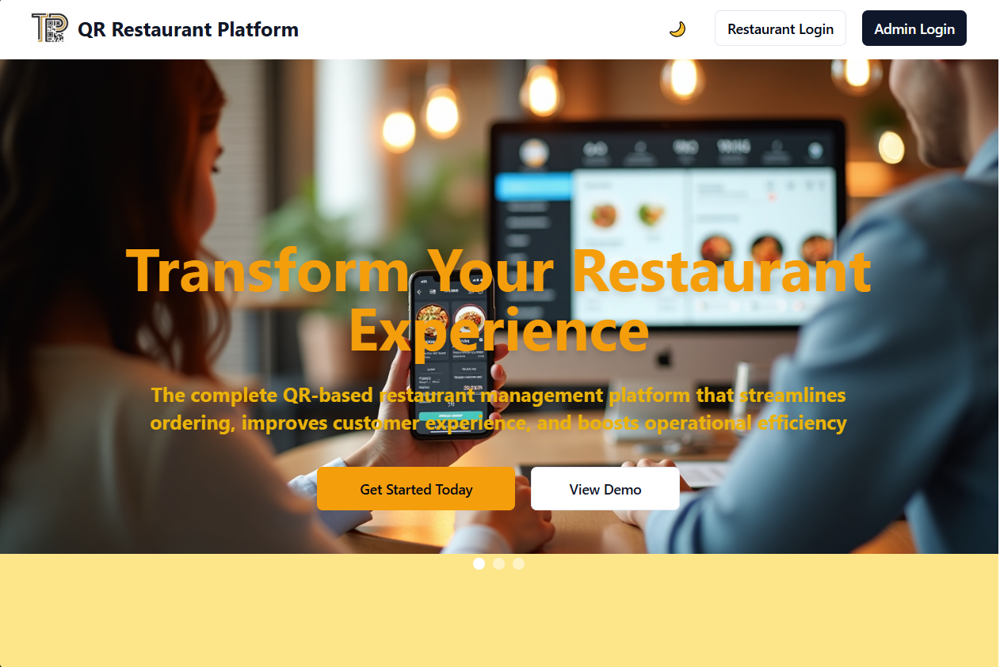 TP QR Restaurant Platform
Restaurant Login
Admin Login
Transform Your Restaurant
Experience
The complete QR-based restaurant management platform that streamlines
ordering, improves customer experience, and boosts operational efficiency
Get Started Today
View Demo